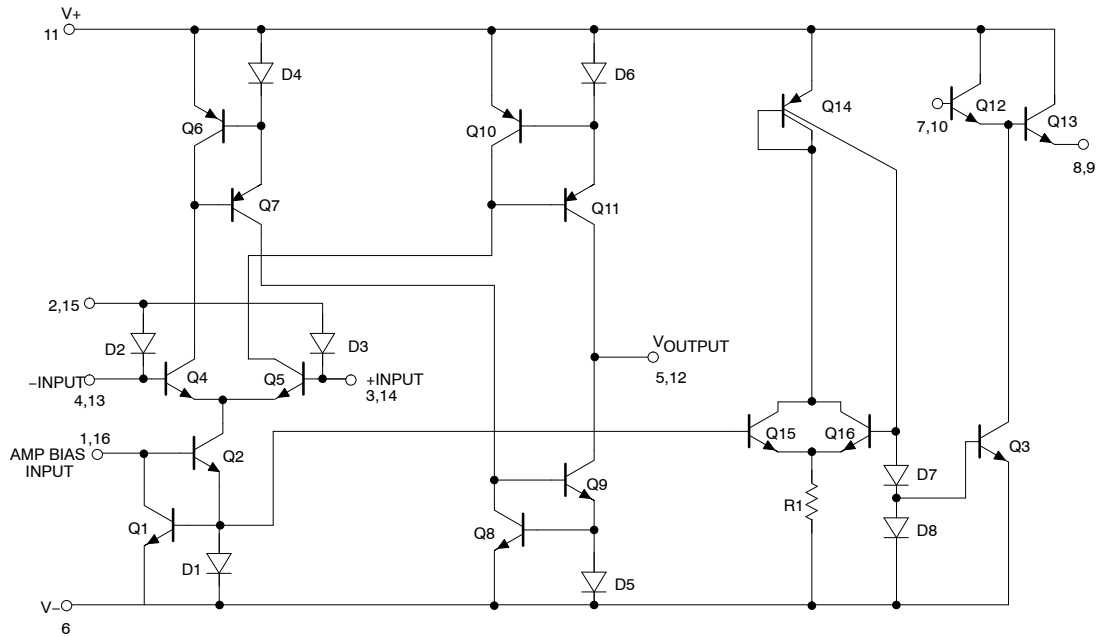 V+
11
D4
D6
Q6
Q10
Q14
Q12
7,10
Q13
8,9
Q7
Q11
2,15
D2
D3
VOUTPUT
5,12
−INPUT
4,13
Q4
Q5
+INPUT
3,14
1,16
AMP BIAS
INPUT
Q2
Q15
Q16
Q3
Q9
D7
R1
Q1
Q8
D8
D1
D5
V−
6